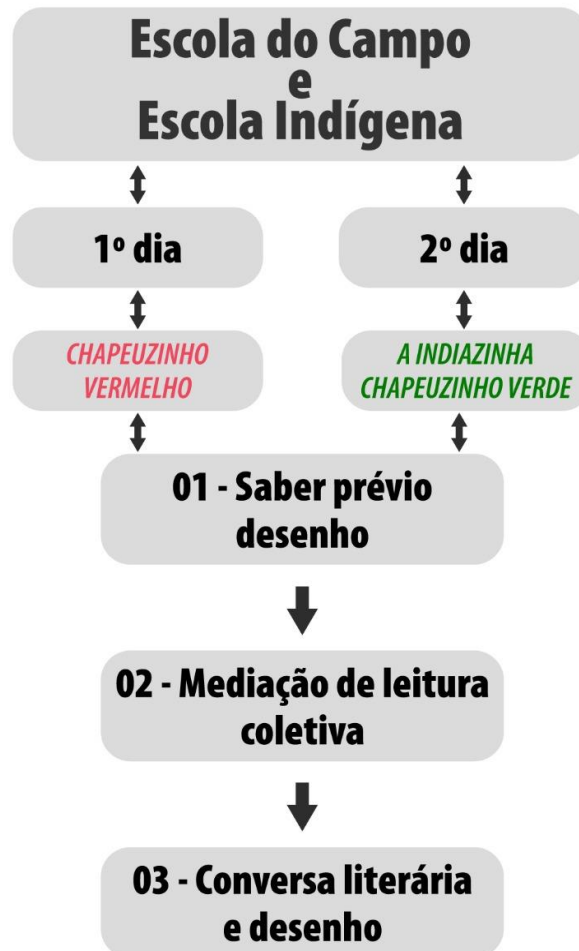 Escola do Campo
e
Escola Indígena
1º dia
2º dia
CHAPEUZINHO
VERMELHO
A INDIAZINHA
CHAPEUZINHO VERDE
01 - Saber prévio
desenho
02 - Mediação de leitura
coletiva
03 - Conversa literária
e desenho